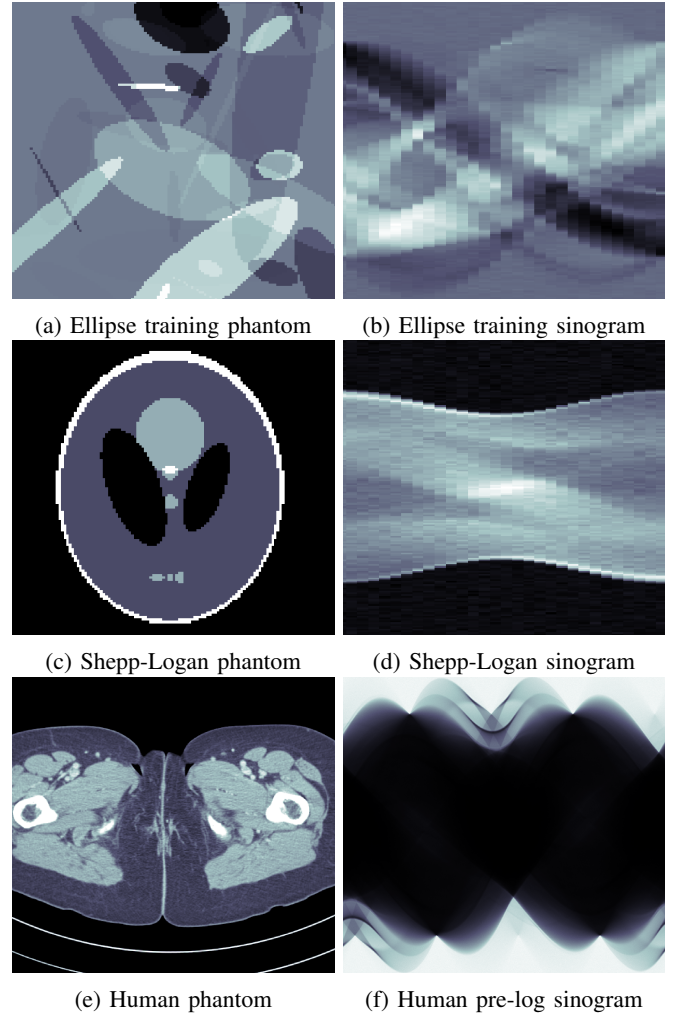 (a) Ellipse training phantom
(b) Ellipse training sinogram
(c) Shepp-Logan phantom
(d) Shepp-Logan sinogram
(e) Human phantom
(f) Human pre-log sinogram